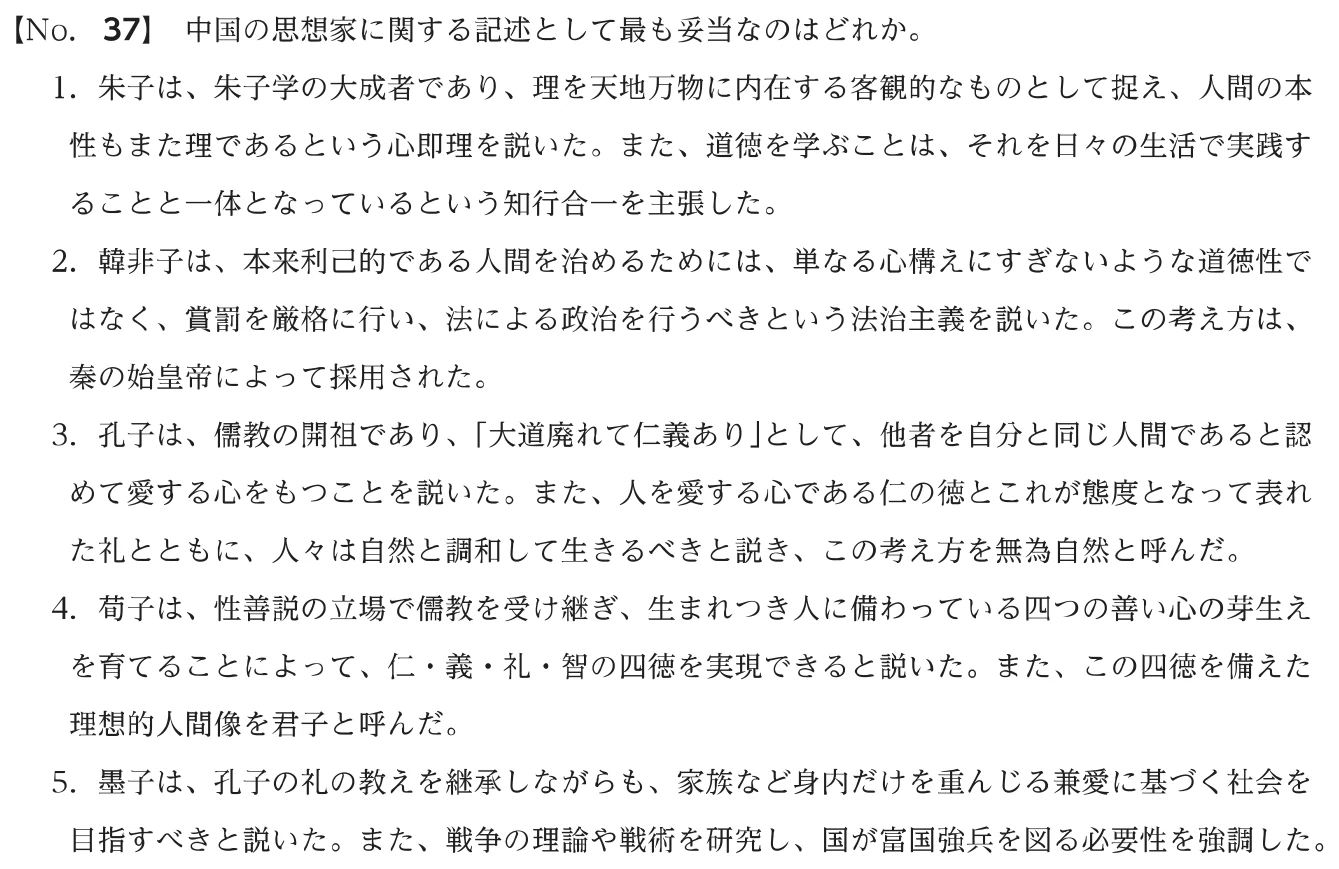 【No. 37】 中国の思想家に関する記述として最も妥当なのはどれか。
1. 朱子は、朱子学の大成者であり、理を天地万物に内在する客観的なものとして捉え、人間の本
性もまた理であるという心即理を説いた。また、道徳を学ぶことは、それを日々の生活で実践す
ることと一体となっているという知行合一を主張した。
2. 韓非子は、本来利己的である人間を治めるためには、単なる心構えにすぎないような道徳性で
はなく、賞罰を厳格に行い、法による政治を行うべきという法治主義を説いた。この考え方は、
秦の始皇帝によって採用された。
3. 孔子は、儒教の開祖であり、「大道廃れて仁義あり」として、他者を自分と同じ人間であると認
めて愛する心をもつことを説いた。また、人を愛する心である仁の徳とこれが態度となって表れ
た礼とともに、人々は自然と調和して生きるべきと説き、この考え方を無為自然と呼んだ。
4. 荀子は、性善説の立場で儒教を受け継ぎ、生まれつき人に備わっている四つの善い心の芽生え
を育てることによって、仁・義・礼・智の四徳を実現できると説いた。また、この四徳を備えた
理想的人間像を君子と呼んだ。
5. 墨子は、孔子の礼の教えを継承しながらも、家族など身内だけを重んじる兼愛に基づく社会を
目指すべきと説いた。また、戦争の理論や戦術を研究し、国が富国強兵を図る必要性を強調した。